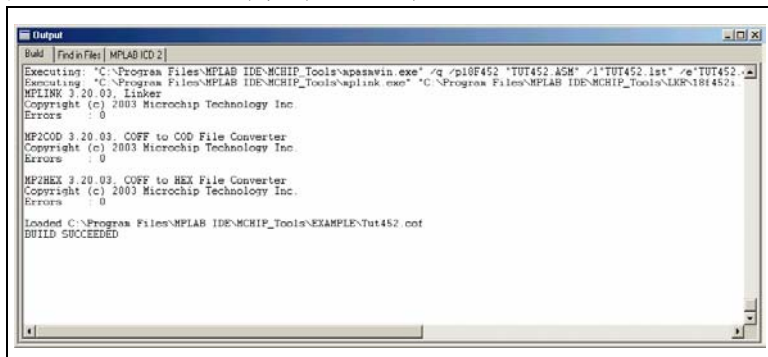 Output
Build Find in Files MPLAB ICD 2
Executing: "C:\Program Files\MPLAB IDE\MCHIP_Tools\mpasmwin.exe" /q /p18F452 "TUT452.ASM" /l"TUT452.lst" /e"TUT452.
Executing: "C:\Program Files\MPLAB IDE\MCHIP_Tools\mplink.exe" "C:\Program Files\MPLAB IDE\MCHIP_Tools\LKR\18f452i.
MPLINK 3.20.03, Linker
Copyright (c) 2003 Microchip Technology Inc.
Errors : 0
MP2COD 3.20.03, COFF to COD File Converter
Copyright (c) 2003 Microchip Technology Inc.
Errors : 0
MP2HEX 3.20.03, COFF to HEX File Converter
Copyright (c) 2003 Microchip Technology Inc.
Errors : 0
Loaded C:\Program Files\MPLAB IDE\MCHIP_Tools\EXAMPLE\Tut452.cof
BUILD SUCCEEDED